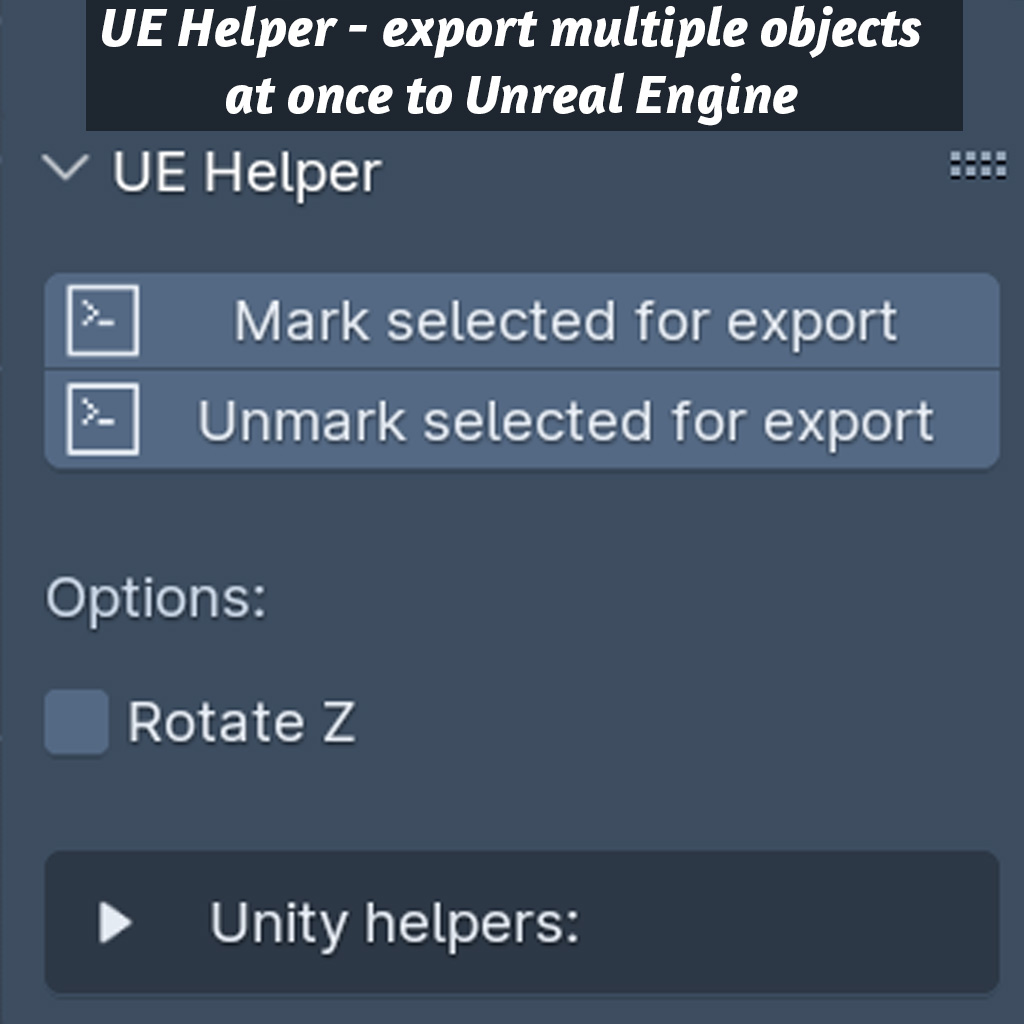 UE Helper - export multiple objects
at once to Unreal Engine
UE Helper
Mark selected for export
Unmark selected for export
Options:
Rotate Z
Unity helpers: